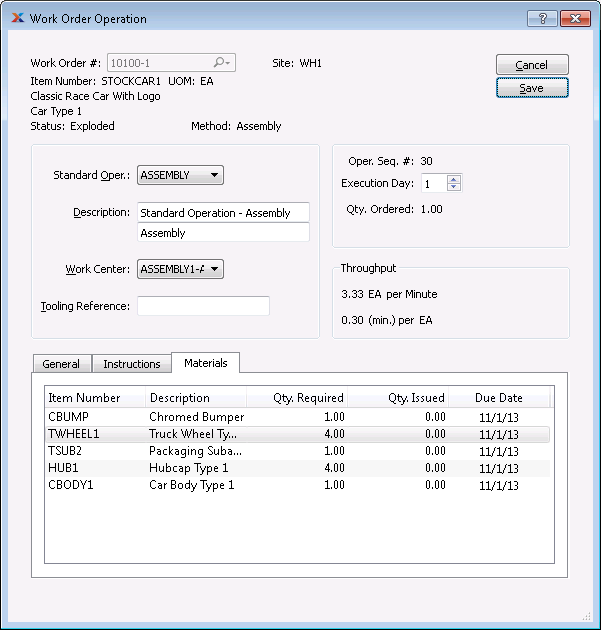 Work Order Operation
Work Order #: 10100-1 Site: WH1
Cancel
Item Number: STOCKCAR1 UOM: EA
Save
Classic Race Car With Logo
Car Type 1
Status: Exploded Method: Assembly
Standard Oper.: ASSEMBLY
Description: Standard Operation - Assembly
Assembly
Work Center: ASSEMBLY1-A
Tooling Reference:
Oper. Seq. #: 30
Execution Day: 1
Qty. Ordered: 1.00
Throughput
3.33 EA per Minute
0.30 (min.) per EA
General Instructions Materials
Item Number Description Qty. Required Qty. Issued Due Date
CBUMP Chromed Bumper 1.00 0.00 11/1/13
TWHEEL1 Truck Wheel Ty... 4.00 0.00 11/1/13
TSUB2 Packaging Suba... 1.00 0.00 11/1/13
HUB1 Hubcap Type 1 4.00 0.00 11/1/13
CBODY1 Car Body Type 1 1.00 0.00 11/1/13